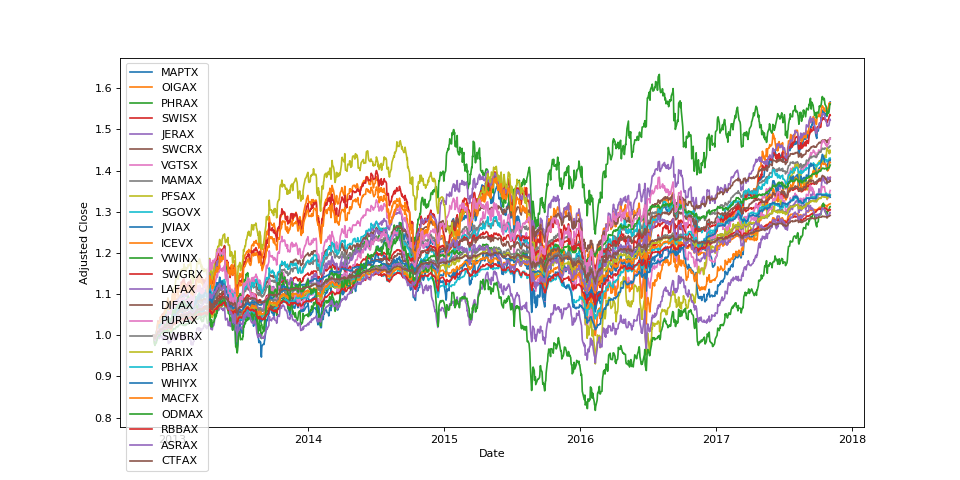 1.6
1.5
1.4
1.3
1.2
1.1
1.0
0.9
0.8
Adjusted Close
MAPTX
OIGAX
PHRAX
SWISX
JERAX
SWCRX
VGTSX
MAMAX
PFSAX
SGOVX
JVIAX
ICEVX
VWINX
SWGRX
LAFAX
DIFAX
PURAX
SWBRX
PARIX
PBHAX
WHIYX
MACFX
ODMAX
RBBAX
ASRAX
CTFAX
2013 2014 2015 2016 2017 2018
Date